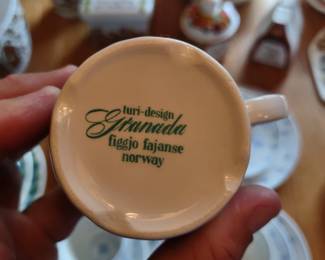 turi-design
Granada
figgjo fajanse
norway